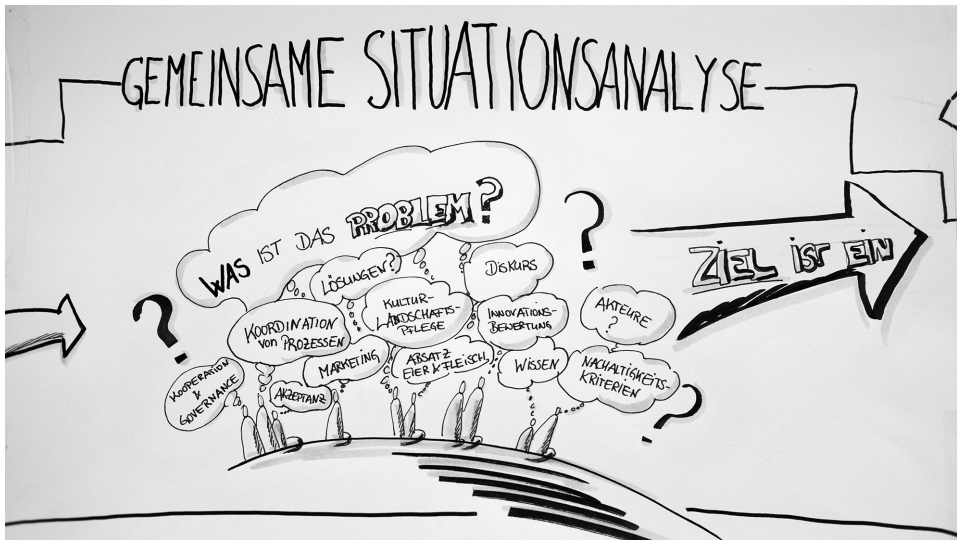 GEMEINSAME SITUATIONSANALYSE
WAS IST DAS PROBLEM?
?
?
ZIEL IST EIN
LÖSUNGEN?
DISKURS
KOORDINATION
VON PROZESSEN
KULTUR-
LANDSCHAFTS-
PFLEGE
INNOVATIONS-
BEWERTUNG
AKTEURE
?
MARKETING
ABSATZ
EIER & FLEISCH
WISSEN
NACHALTIGKEITS-
KRITERIEN
KOOPERATION
&
GOVERNANCE
AKZEPTANZ
?